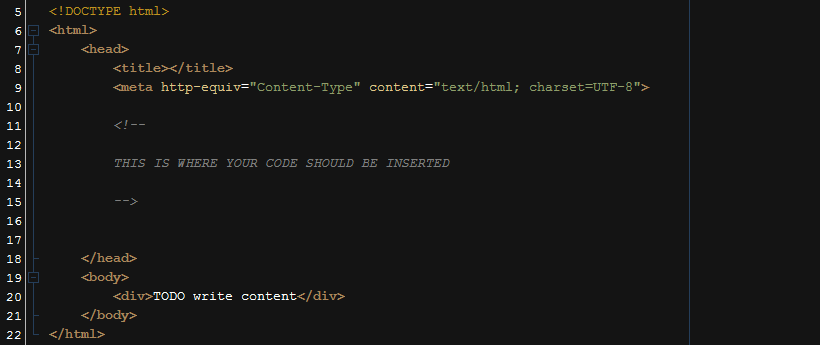 5 <!DOCTYPE html>
6 <html>
7 <head>
8 <title></title>
9 <meta http-equiv="Content-Type" content="text/html; charset=UTF-8">
10
11 <!--
12
13 THIS IS WHERE YOUR CODE SHOULD BE INSERTED
14
15 -->
16
17
18 </head>
19 <body>
20 <div>TODO write content</div>
21 </body>
22 </html>